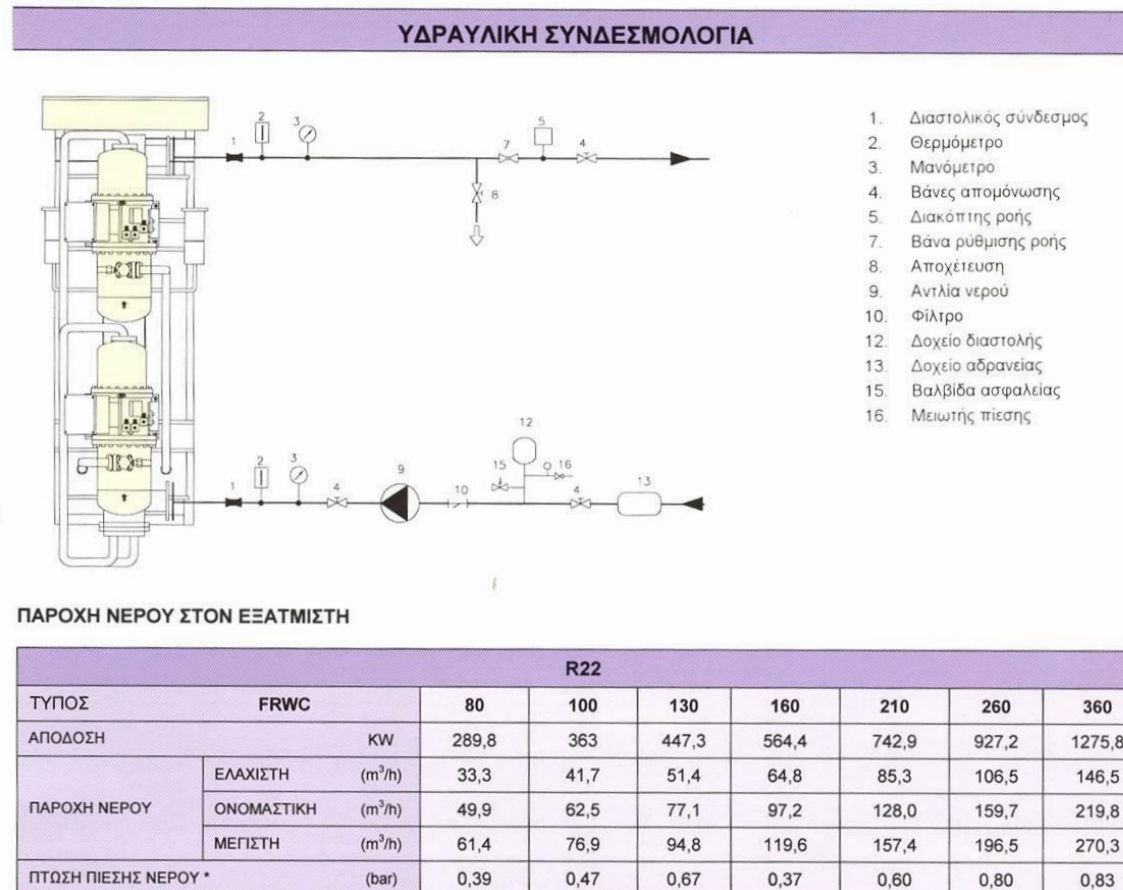 ΥΔΡΑΥΛΙΚΗ ΣΥΝΔΕΣΜΟΛΟΓΙΑ
1 2 3 7 5 4
8
1. Διαστολικός σύνδεσμος
2. Θερμόμετρο
3. Μανόμετρο
4. Βάνες απομόνωσης
5. Διακόπτης ροής
7. Βάνα ρύθμισης ροής
8. Αποχέτευση
9. Αντλία νερού
10. Φίλτρο
12. Δοχείο διαστολής
13. Δοχείο αδρανείας
15. Βαλβίδα ασφαλείας
16. Μειωτής πίεσης
12
15 16
1 2 3 4 9 10 4 13
ΠΑΡΟΧΗ ΝΕΡΟΥ ΣΤΟΝ ΕΞΑΤΜΙΣΤΗ
R22
ΤΥΠΟΣ FRWC 80 100 130 160 210 260 360
ΑΠΟΔΟΣΗ KW 289,8 363 447,3 564,4 742,9 927,2 1275,8
ΠΑΡΟΧΗ ΝΕΡΟΥ
ΕΛΑΧΙΣΤΗ (m³/h) 33,3 41,7 51,4 64,8 85,3 106,5 146,5
ΟΝΟΜΑΣΤΙΚΗ (m³/h) 49,9 62,5 77,1 97,2 128,0 159,7 219,8
ΜΕΓΙΣΤΗ (m³/h) 61,4 76,9 94,8 119,6 157,4 196,5 270,3
ΠΤΩΣΗ ΠΙΕΣΗΣ ΝΕΡΟΥ * (bar) 0,39 0,47 0,67 0,37 0,60 0,80 0,83